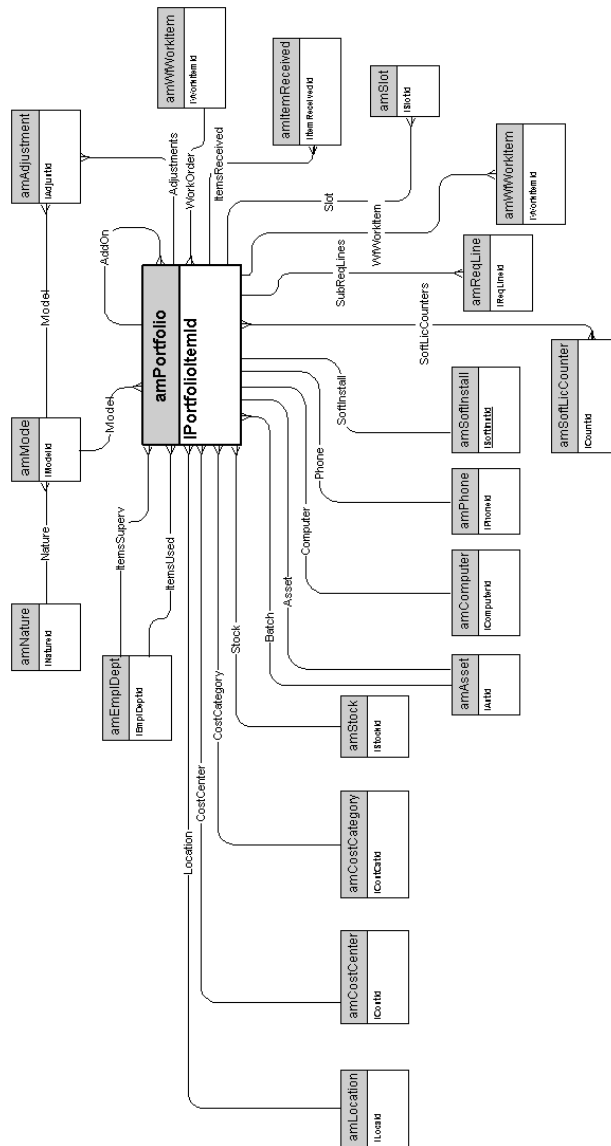 amNature
lNatureId
Nature
amMode
lModelId
Model
amAdjustment
lAdjustId
Model
AddOn
amEmplDept
lEmplDeptId
ItemsSuperv
ItemsUsed
amPortfolio
lPortfolioItemId
Adjustments
WorkOrder
amWfWorkItem
lWorkItemId
ItemsReceived
amItemReceived
lItemReceivedId
Location
CostCenter
CostCategory
Stock
Batch
Asset
Computer
Phone
SoftInstall
SubReqLines
Slot
WfWorkItem
SoftLicCounters
amSlot
lSlotId
amWfWorkItem
lWorkItemId
amReqLine
lReqLineId
amLocation
lLocaId
amCostCenter
amCostCategory
lCostCatId
amStock
lStockId
amAsset
lAstId
amComputer
lComputerId
amPhone
lPhoneId
amSoftInstall
lSoftInstId
amSoftLicCounter
lCountId